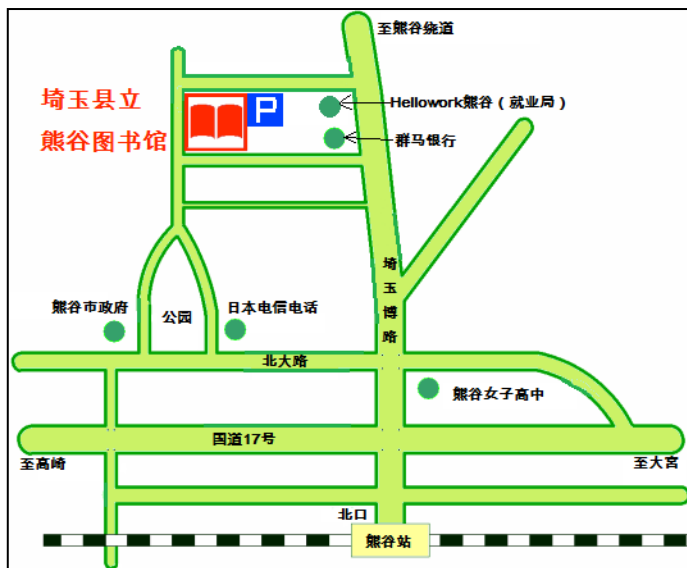 至熊谷绕道
埼玉县立
熊谷图书馆
P
Hellowork熊谷（就业局）
群马银行
埼玉博路
熊谷市政府
公园
日本电信电话
北大路
熊谷女子高中
国道17号
至高崎
至大宫
北口
熊谷站